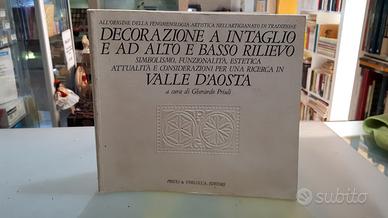 ALL'ORIGINE DELLA FENOMENOLOGIA ARTISTICA NELL'ARTIGIANATO DI TRADIZIONE
DECORAZIONE A INTAGLIO
E AD ALTO E BASSO RILIEVO
SIMBOLISMO, FUNZIONALITÀ, ESTETICA
ATTUALITÀ E CONSIDERAZIONI PER UNA RICERCA IN
VALLE D'AOSTA
a cura di Gherardo Priuli
PRIULI & VERLUCCA, EDITORI
subito